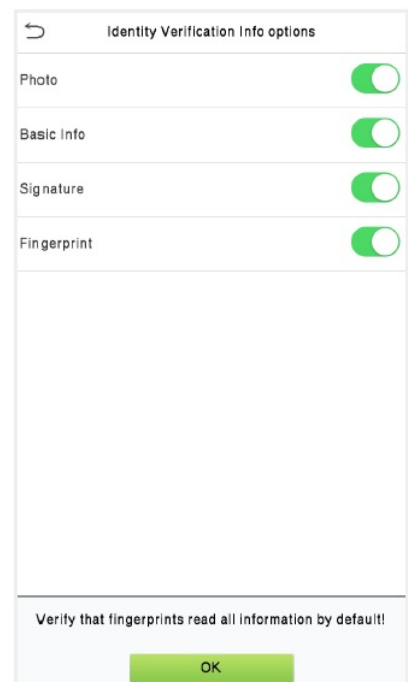 Identity Verification Info options
Photo
Basic Info
Signature
Fingerprint
Verify that fingerprints read all information by default!
OK